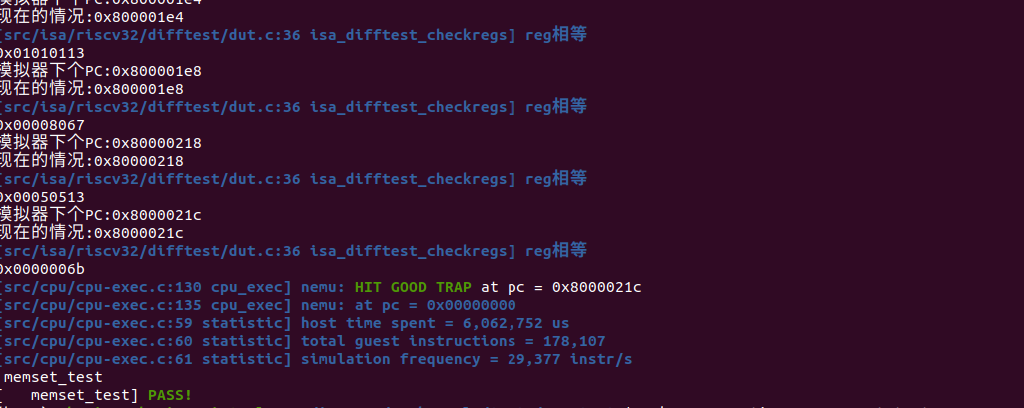 模拟器下个PC:0x800001e4
现在的情况:0x800001e4
[src/isa/riscv32/difftest/dut.c:36 isa_difftest_checkregs] reg相等
0x01010113
模拟器下个PC:0x800001e8
现在的情况:0x800001e8
[src/isa/riscv32/difftest/dut.c:36 isa_difftest_checkregs] reg相等
0x00008067
模拟器下个PC:0x80000218
现在的情况:0x80000218
[src/isa/riscv32/difftest/dut.c:36 isa_difftest_checkregs] reg相等
0x00050513
模拟器下个PC:0x8000021c
现在的情况:0x8000021c
[src/isa/riscv32/difftest/dut.c:36 isa_difftest_checkregs] reg相等
0x0000006b
[src/cpu/cpu-exec.c:130 cpu_exec] nemu: HIT GOOD TRAP at pc = 0x8000021c
[src/cpu/cpu-exec.c:135 cpu_exec] nemu: at pc = 0x00000000
[src/cpu/cpu-exec.c:59 statistic] host time spent = 6,062,752 us
[src/cpu/cpu-exec.c:60 statistic] total guest instructions = 178,107
[src/cpu/cpu-exec.c:61 statistic] simulation frequency = 29,377 instr/s
memset_test
[ memset_test] PASS!